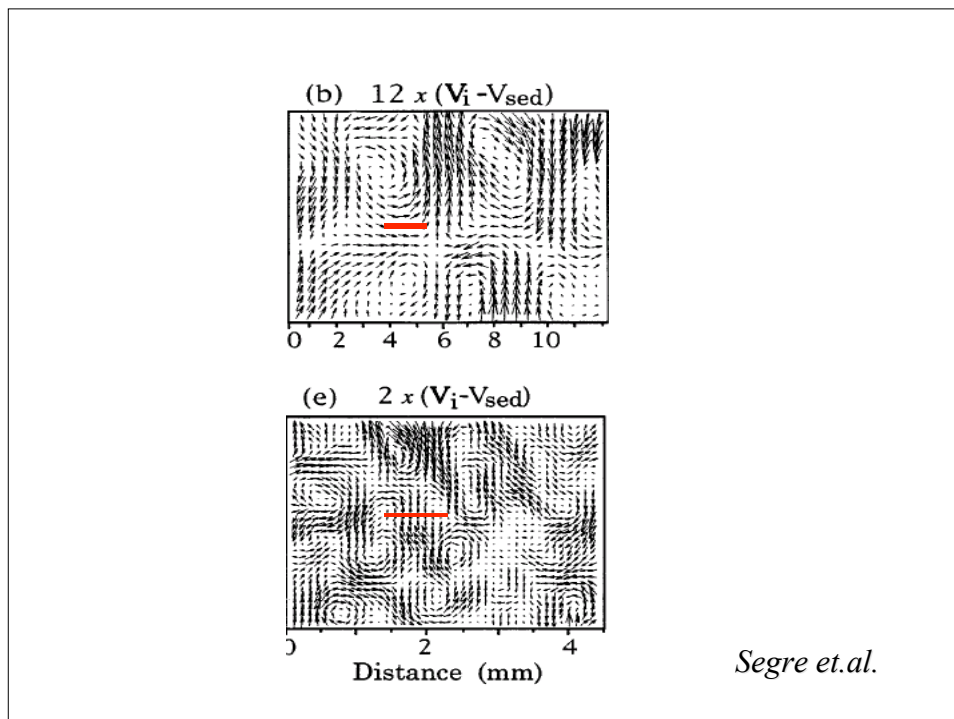 (b) 12 x (Vi -Vsed)
0 2 4 6 8 10
(e) 2 x (Vi-Vsed)
0 2 4
Distance (mm)
Segre et.al.